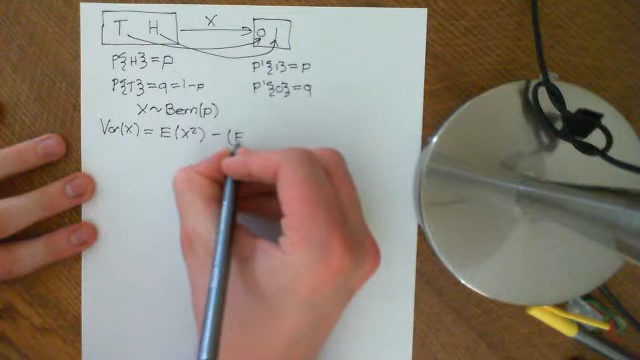 X
T H 0 1
P{H}=p
P'{1}=p
P{T}=q=1-p
P'{0}=q
X~Bern(p)
Var(X) = E(X²) - (E